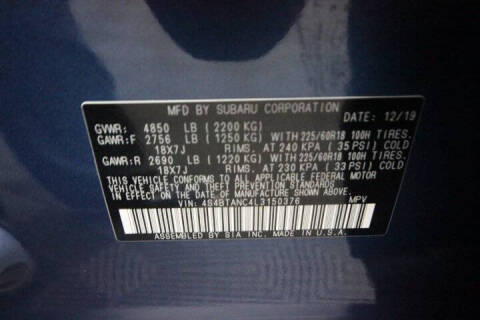 MFD BY SUBARU CORPORATION DATE: 12/19
GVWR: 4850 LB (2200 KG)
GAWR:F 2756 LB (1250 KG) WITH 225/60R18 100H TIRES.
18X7J RIMS. AT 240 KPA (35 PSI) COLD
GAWR:R 2690 LB (1220 KG) WITH 225/60R18 100H TIRES.
18X7J RIMS. AT 230 KPA (33 PSI) COLD
THIS VEHICLE CONFORMS TO ALL APPLICABLE FEDERAL MOTOR
VEHICLE SAFETY STANDARDS IN EFFECT ON THE DATE OF
MANUFACTURE SHOWN ABOVE.
VIN: 4S4BTANC4L3150376 MPV
ASSEMBLED BY SIA INC. IN U.S.A.